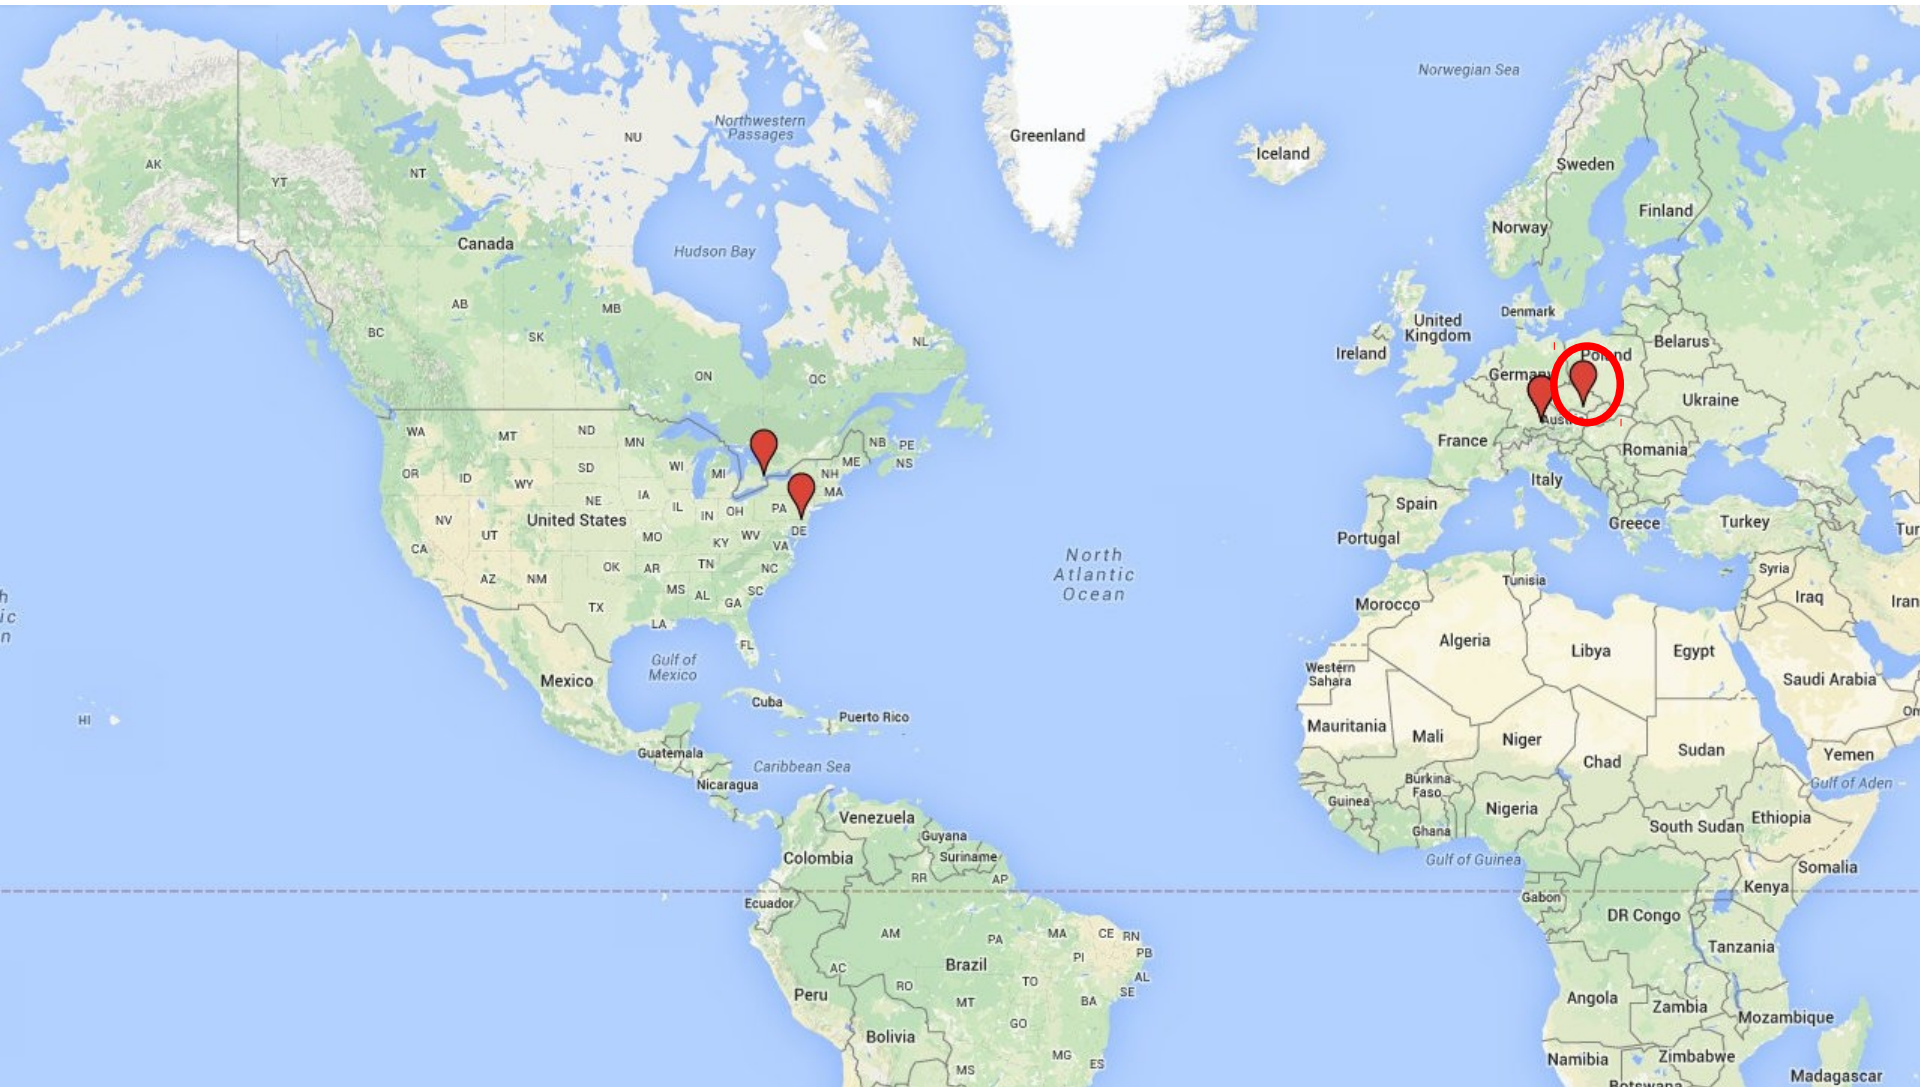 Norwegian Sea
Northwestern
Passages
Greenland
Iceland
NU
AK
NT
YT
Sweden
Finland
Norway
Canada
Hudson Bay
AB
MB
BC
SK
NL
ON
QC
Denmark
United
Kingdom
Ireland
Belarus
Poland
German
Ukraine
Aust
France
Romania
Italy
WA
MT
ND
MN
OR
ID
SD
WI
MI
WY
NB
PE
ME
NS
NH
MA
NE
IA
IL
IN
OH
PA
NV
UT
United States
DE
CA
MO
KY
WV
VA
AZ
NM
OK
AR
TN
NC
MS
AL
SC
GA
TX
LA
FL
Spain
Portugal
Greece
Turkey
Tur
North
Atlantic
Ocean
Syria
Tunisia
Iraq
Iran
Morocco
h
ic
n
Algeria
Libya
Egypt
Western
Sahara
Saudi Arabia
Gulf of
Mexico
Mexico
Cuba
Puerto Rico
HI
Om
Mauritania
Mali
Niger
Chad
Sudan
Yemen
Guatemala
Caribbean Sea
Nicaragua
Gulf of Aden
Burkina
Faso
Guinea
Nigeria
Ghana
Ethiopia
South Sudan
Gulf of Guinea
Somalia
Venezuela
Guyana
Suriname
Colombia
RR
AP
Ecuador
Kenya
Gabon
DR Congo
Tanzania
AM
PA
MA
CE
RN
PB
PI
AL
SE
AC
Brazil
TO
RO
MT
BA
Peru
GO
Bolivia
MG
ES
MS
Angola
Zambia
Mozambique
Namibia
Zimbabwe
Botswana
Madagascar